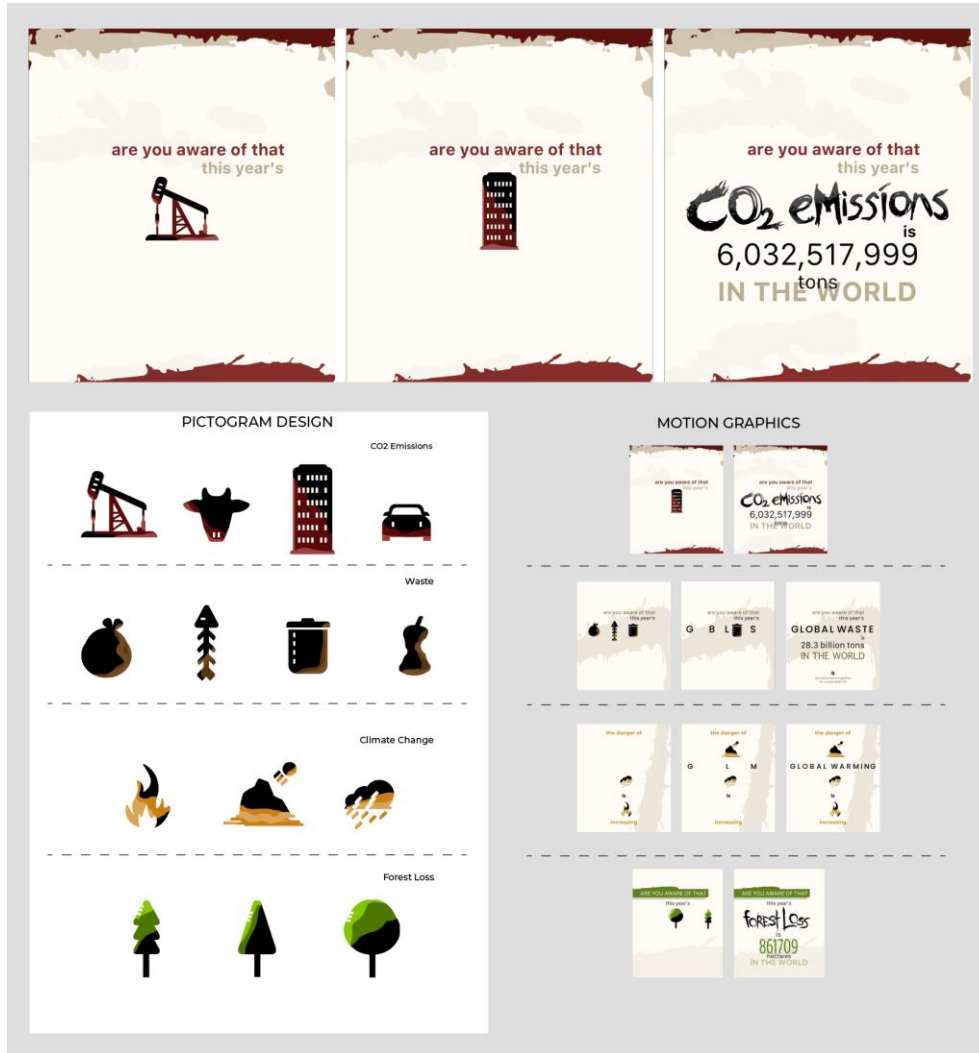 are you aware of that
this year's
are you aware of that
this year's
are you aware of that
this year's
CO2 eMissions
is
6,032,517,999
tons
IN THE WORLD
PICTOGRAM DESIGN
CO2 Emissions
Waste
Climate Change
Forest Loss
MOTION GRAPHICS
are you aware of that
this year's
are you aware of that
this year's
CO2 eMissions
is
6,032,517,999
tons
IN THE WORLD
are you aware of that
this year's
are you aware of that
this year's
G B L S
are you aware of that
this year's
GLOBAL WASTE
is
28.3 billion tons
IN THE WORLD
the danger of
is
increasing
the danger of
G L M
is
increasing
the danger of
GLOBAL WARMING
is
increasing
ARE YOU AWARE OF THAT
this year's
ARE YOU AWARE OF THAT
this year's
FOREST LOSS
is
861709
hectares
IN THE WORLD